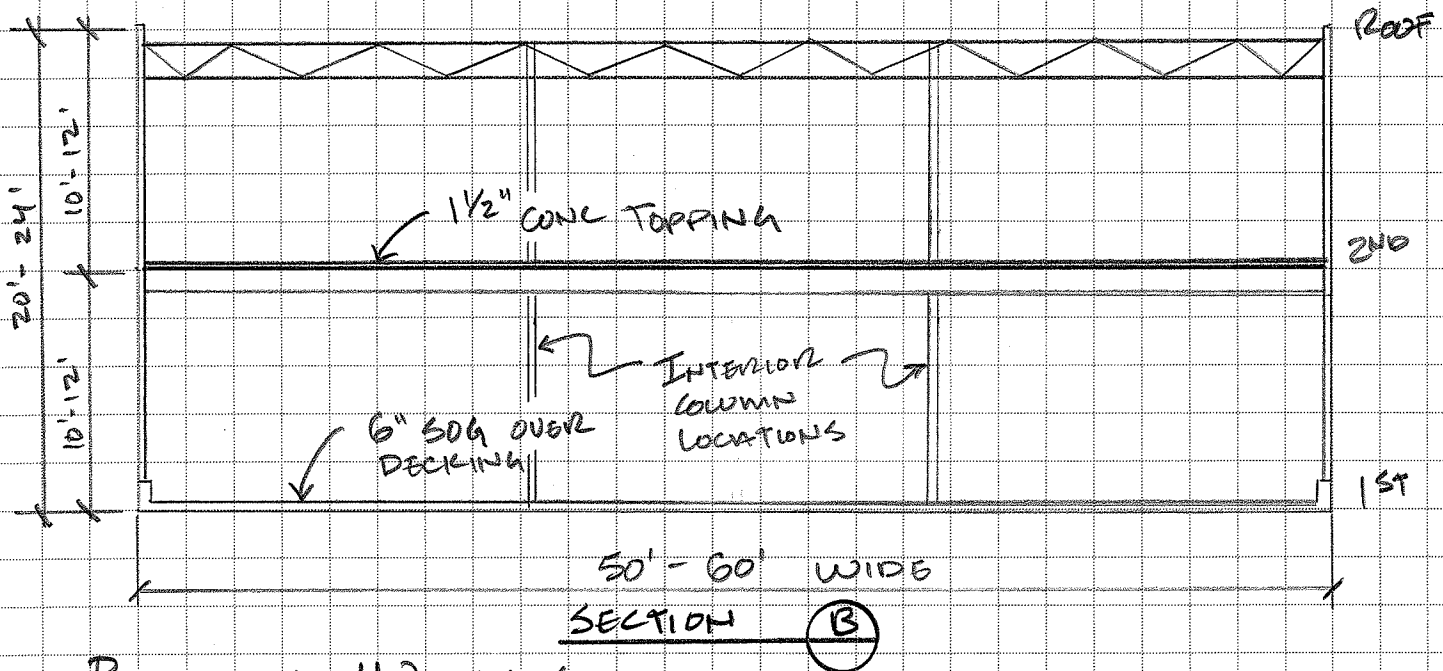 ROOF
10'-12'
20'-24'
1½" CONC TOPPING
2ND
INTERIOR
COLUMN
LOCATIONS
10'-12'
6" SOG OVER
DECKING
1ST
50'-60' WIDE
SECTION B